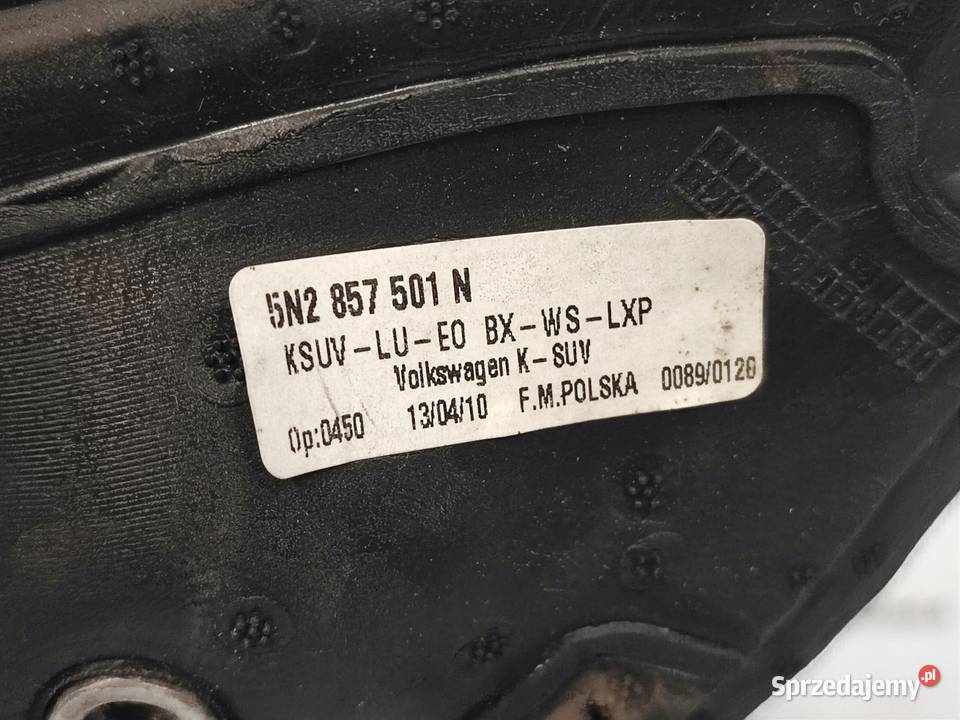 5N2 857 501 N
KSUV-LU-EO BX-WS-LXP
Volkswagen K-SUV
Op:0450 13/04/10 F.M.POLSKA 0089/0128
Sprzedajemy.pl